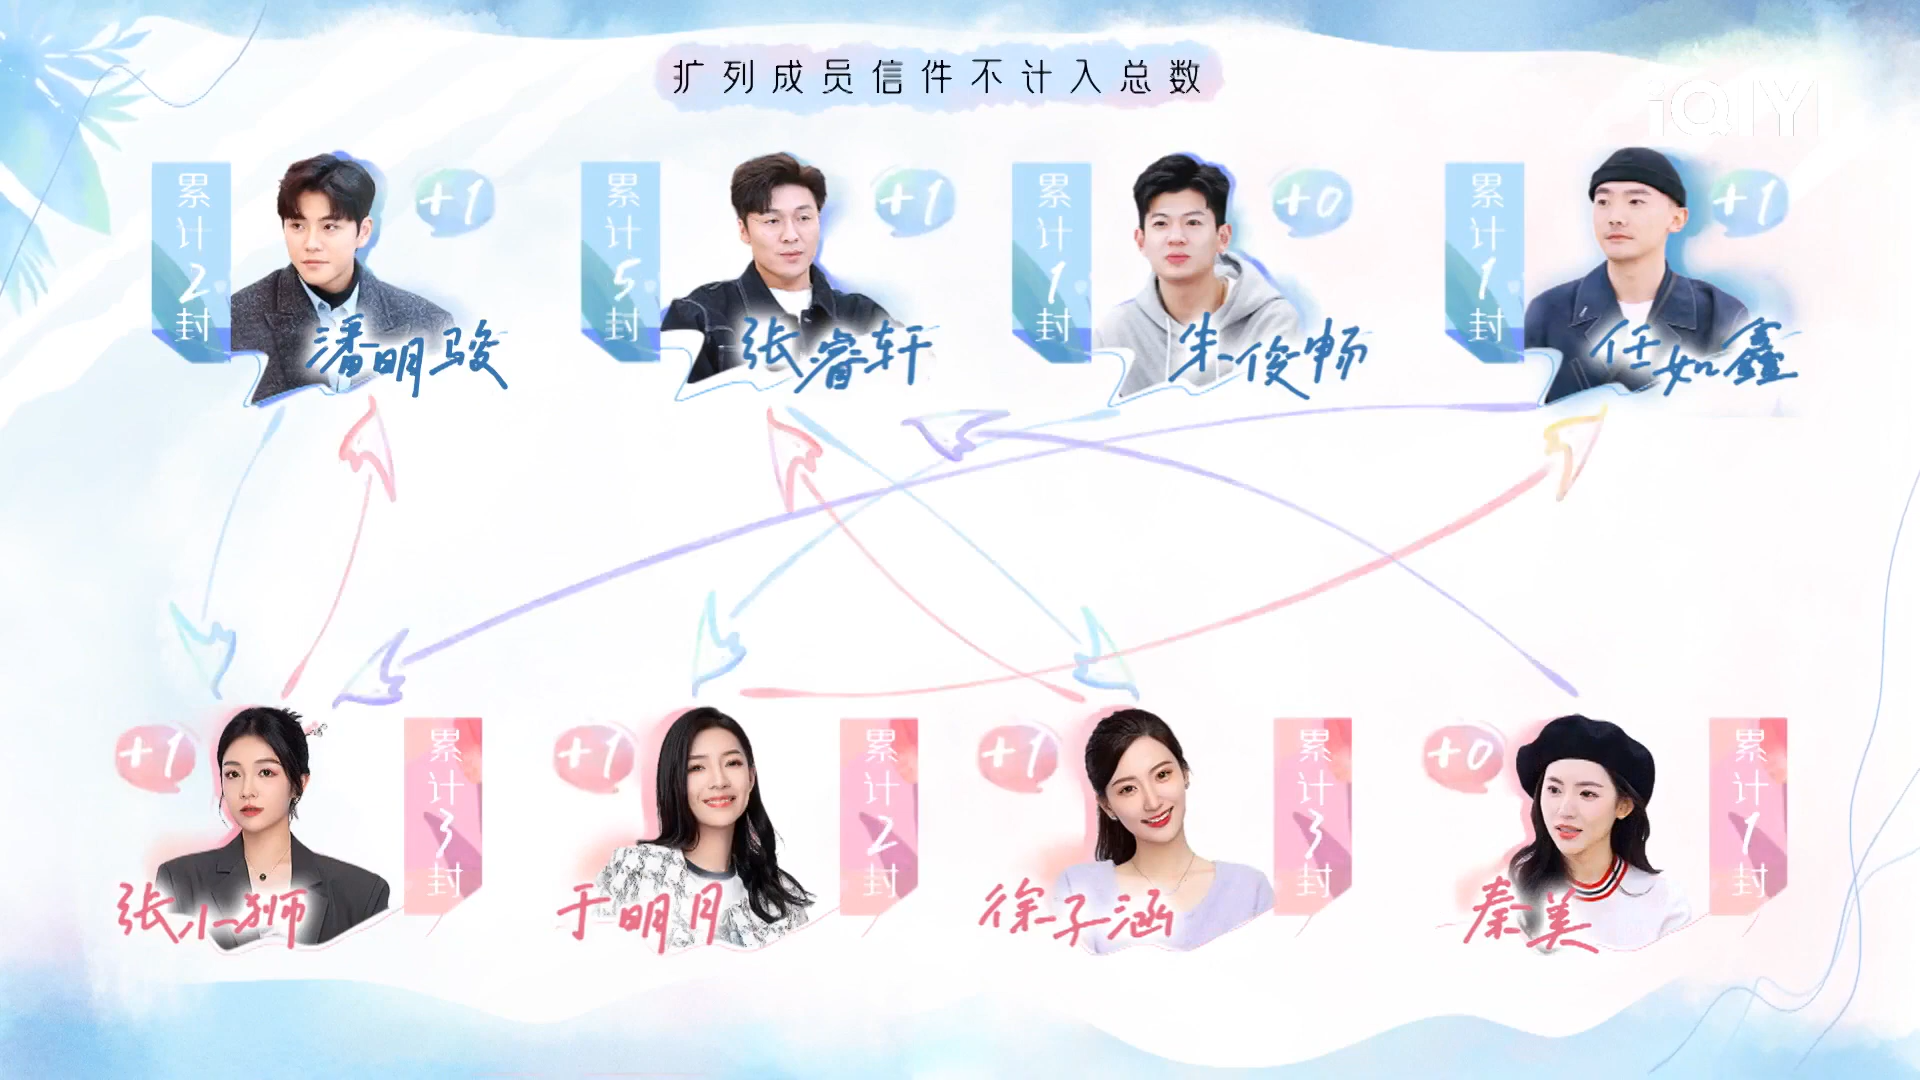 扩列成员信件不计入总数
iQIYI
累计2封
+1
潘明骏
累计5封
+1
张睿轩
累计1封
+0
朱俊畅
累计1封
+1
任如鑫
+1
累计3封
张小狮
+1
累计2封
于明月
+1
累计3封
徐子涵
+0
累计1封
秦美